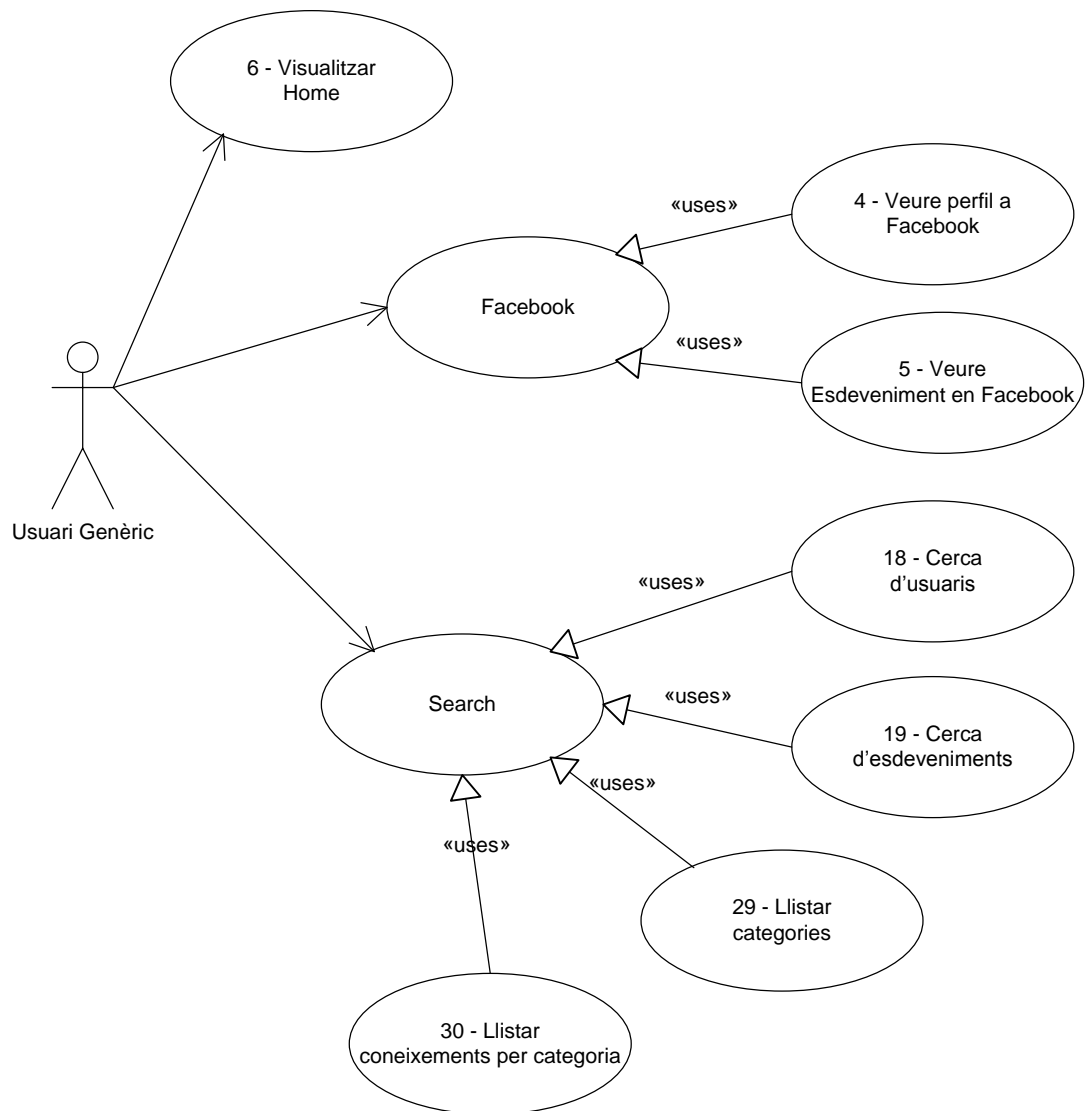 6 - Visualitzar
Home
«uses»
4 - Veure perfil a
Facebook
Facebook
«uses»
5 - Veure
Esdeveniment en Facebook
Usuari Genèric
«uses»
18 - Cerca
d’usuaris
Search
«uses»
19 - Cerca
d’esdeveniments
«uses»
«uses»
29 - Llistar
categories
30 - Llistar
coneixements per categoria